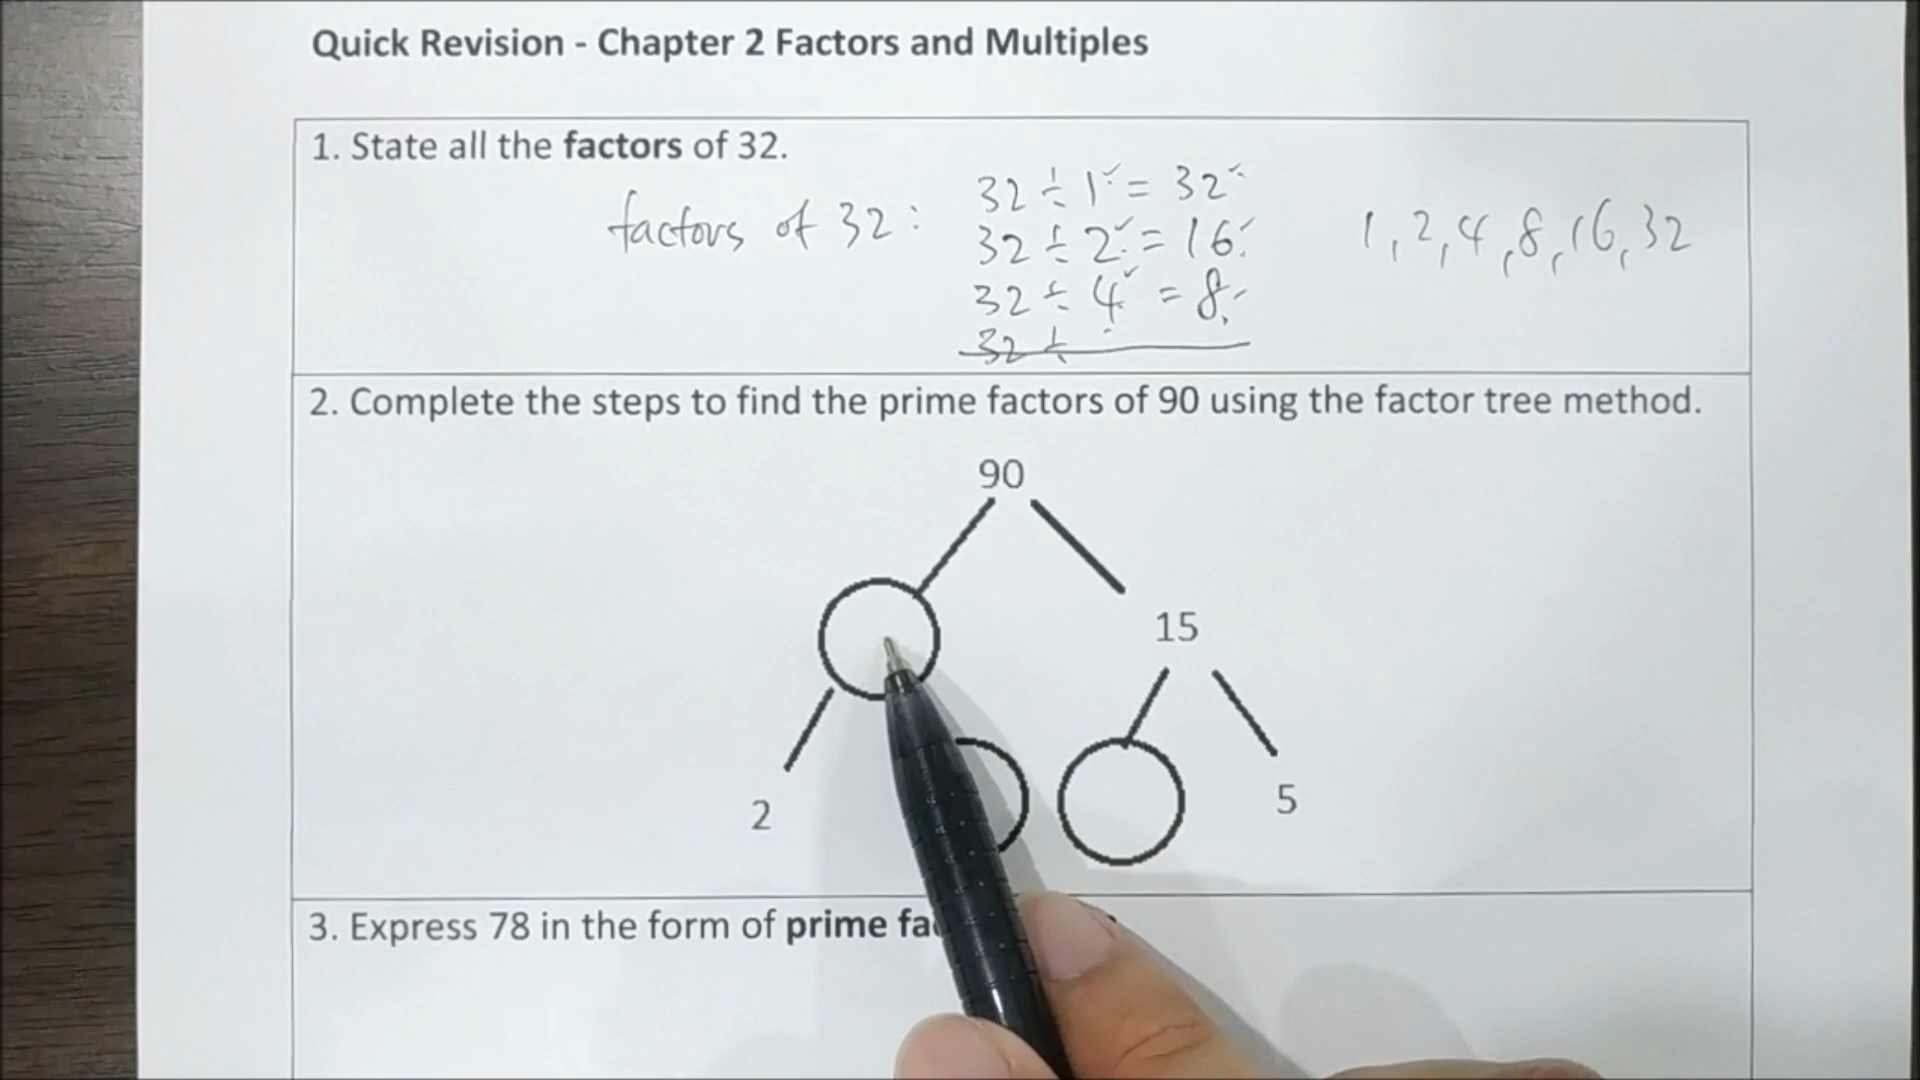 Quick Revision - Chapter 2 Factors and Multiples
1. State all the factors of 32.
factors of 32 :
32 ÷ 1 = 32
32 ÷ 2 = 16
32 ÷ 4 = 8
32 ÷
1, 2, 4, 8, 16, 32
2. Complete the steps to find the prime factors of 90 using the factor tree method.
90
15
2
5
3. Express 78 in the form of prime